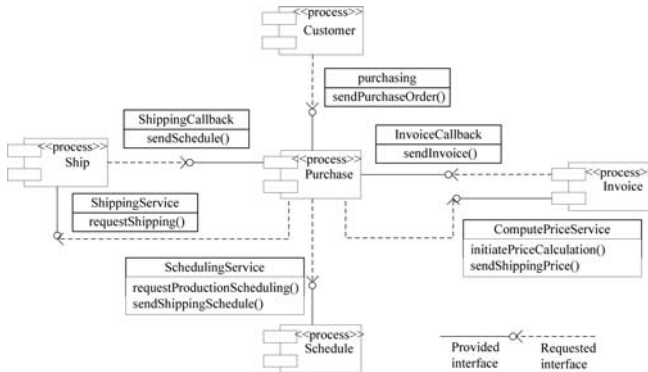 <<process>>
Customer
purchasing
sendPurchaseOrder()
ShippingCallback
sendSchedule()
InvoiceCallback
sendInvoice()
<<process>>
Ship
<<process>>
Purchase
<<process>>
Invoice
ShippingService
requestShipping()
ComputePriceService
initiatePriceCalculation()
sendShippingPrice()
SchedulingService
requestProductionScheduling()
sendShippingSchedule()
<<process>>
Schedule
Provided
interface
Requested
interface